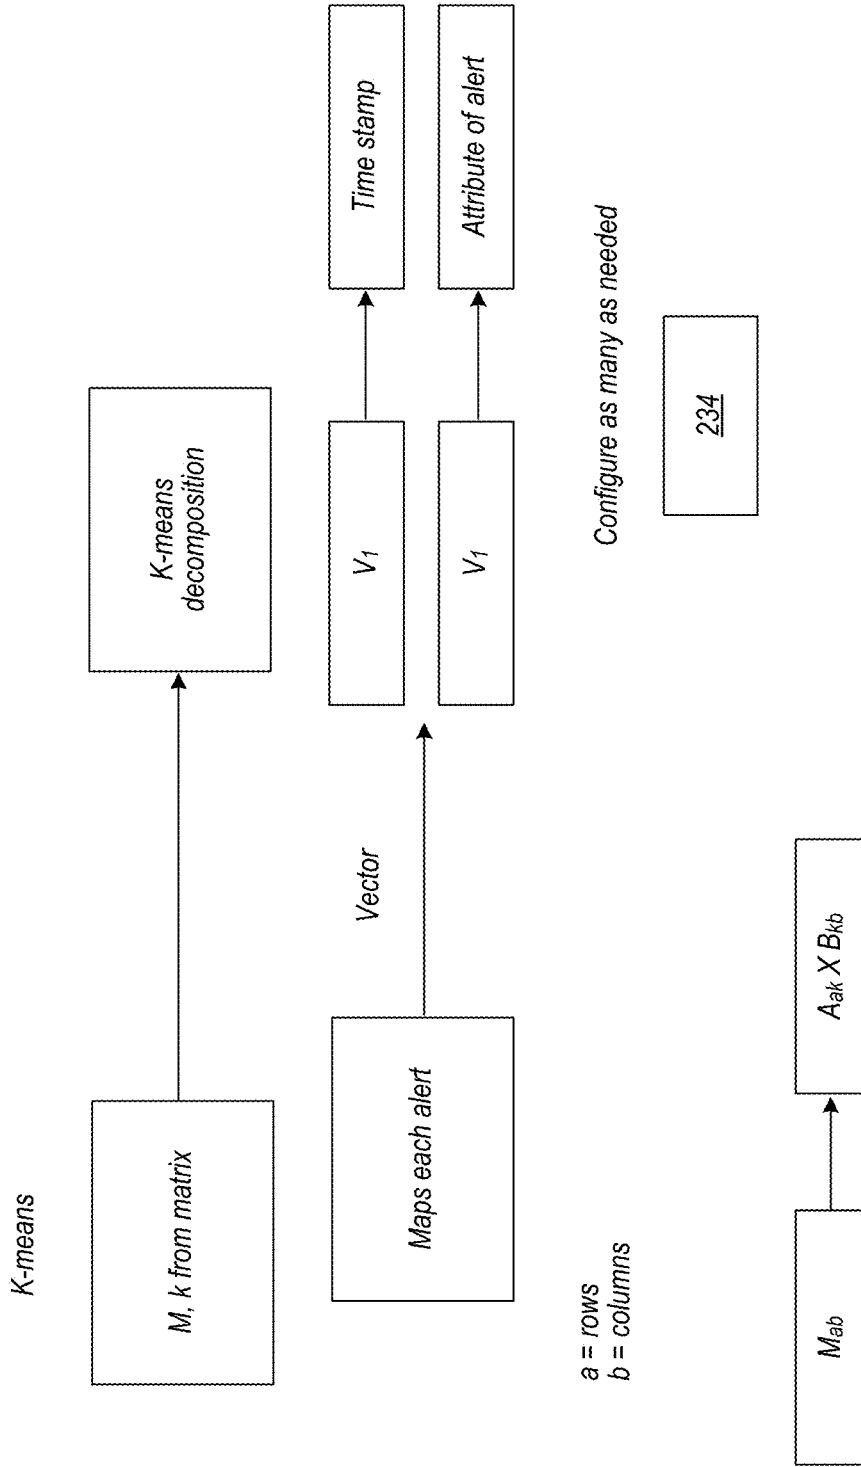 K-means
M, k from matrix
K-means
decomposition
Maps each alert
Vector
V1
Time stamp
V1
Attribute of alert
a = rows
b = columns
Configure as many as needed
234
Mab
Aak X Bkb